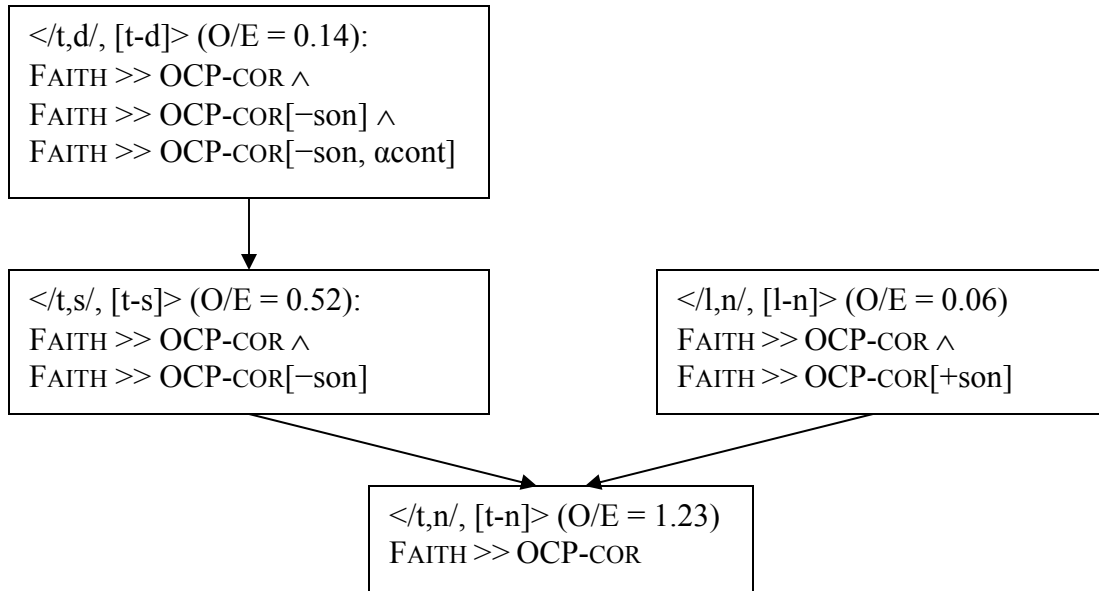 </t,d/, [t-d]> (O/E = 0.14):
FAITH >> OCP-COR ∧
FAITH >> OCP-COR[−son] ∧
FAITH >> OCP-COR[−son, αcont]
</t,s/, [t-s]> (O/E = 0.52):
FAITH >> OCP-COR ∧
FAITH >> OCP-COR[−son]
</l,n/, [l-n]> (O/E = 0.06)
FAITH >> OCP-COR ∧
FAITH >> OCP-COR[+son]
</t,n/, [t-n]> (O/E = 1.23)
FAITH >> OCP-COR